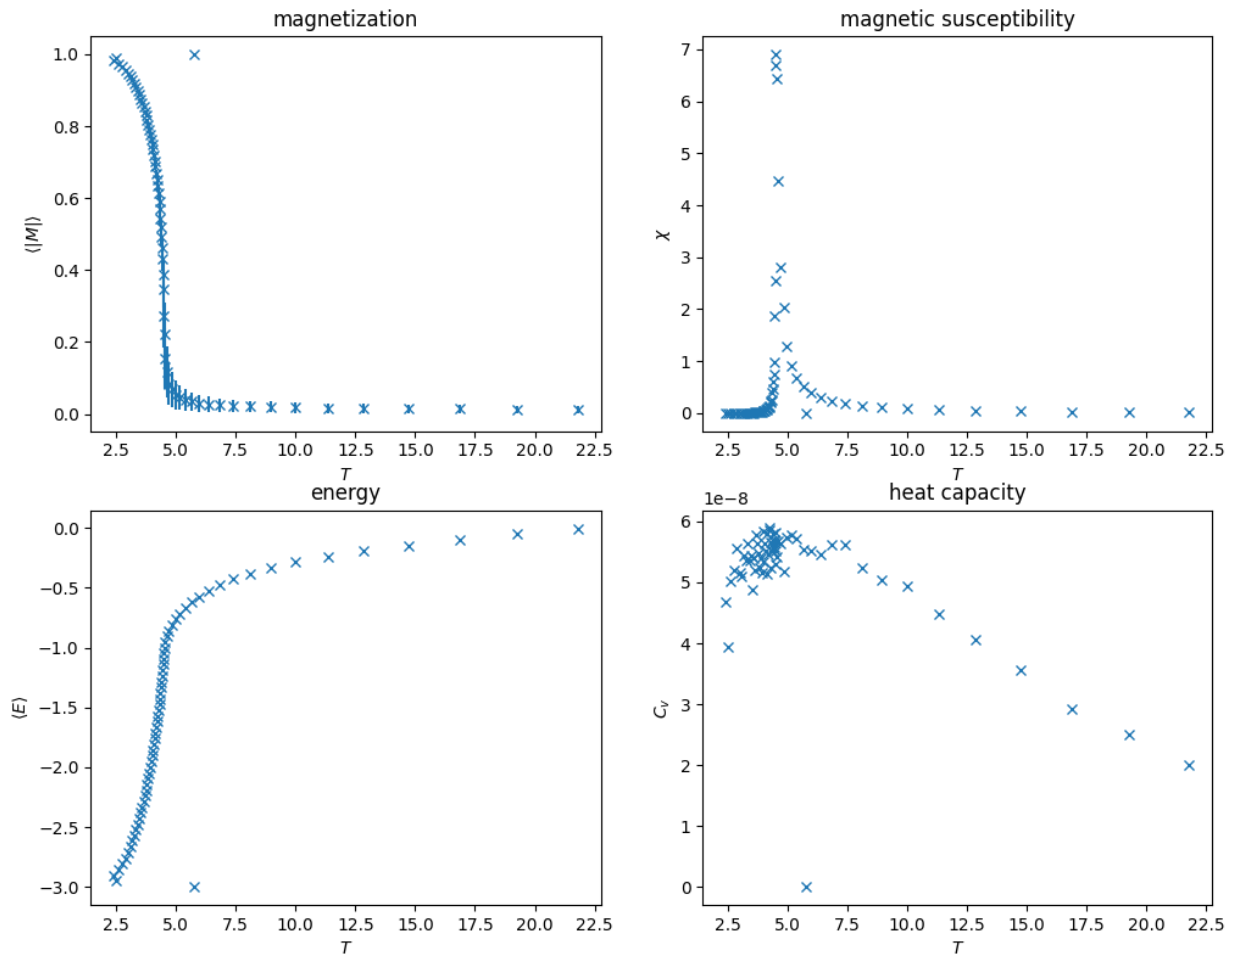 magnetization
⟨|M|⟩
1.0
0.8
0.6
0.4
0.2
0.0
2.5 5.0 7.5 10.0 12.5 15.0 17.5 20.0 22.5
T
magnetic susceptibility
χ
7
6
5
4
3
2
1
0
2.5 5.0 7.5 10.0 12.5 15.0 17.5 20.0 22.5
T
energy
⟨E⟩
0.0
−0.5
−1.0
−1.5
−2.0
−2.5
−3.0
2.5 5.0 7.5 10.0 12.5 15.0 17.5 20.0 22.5
T
heat capacity
1e−8
C_v
6
5
4
3
2
1
0
2.5 5.0 7.5 10.0 12.5 15.0 17.5 20.0 22.5
T